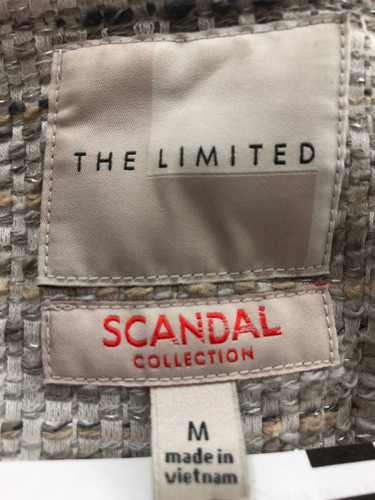 THE LIMITED
SCANDAL
COLLECTION
M
made in
vietnam